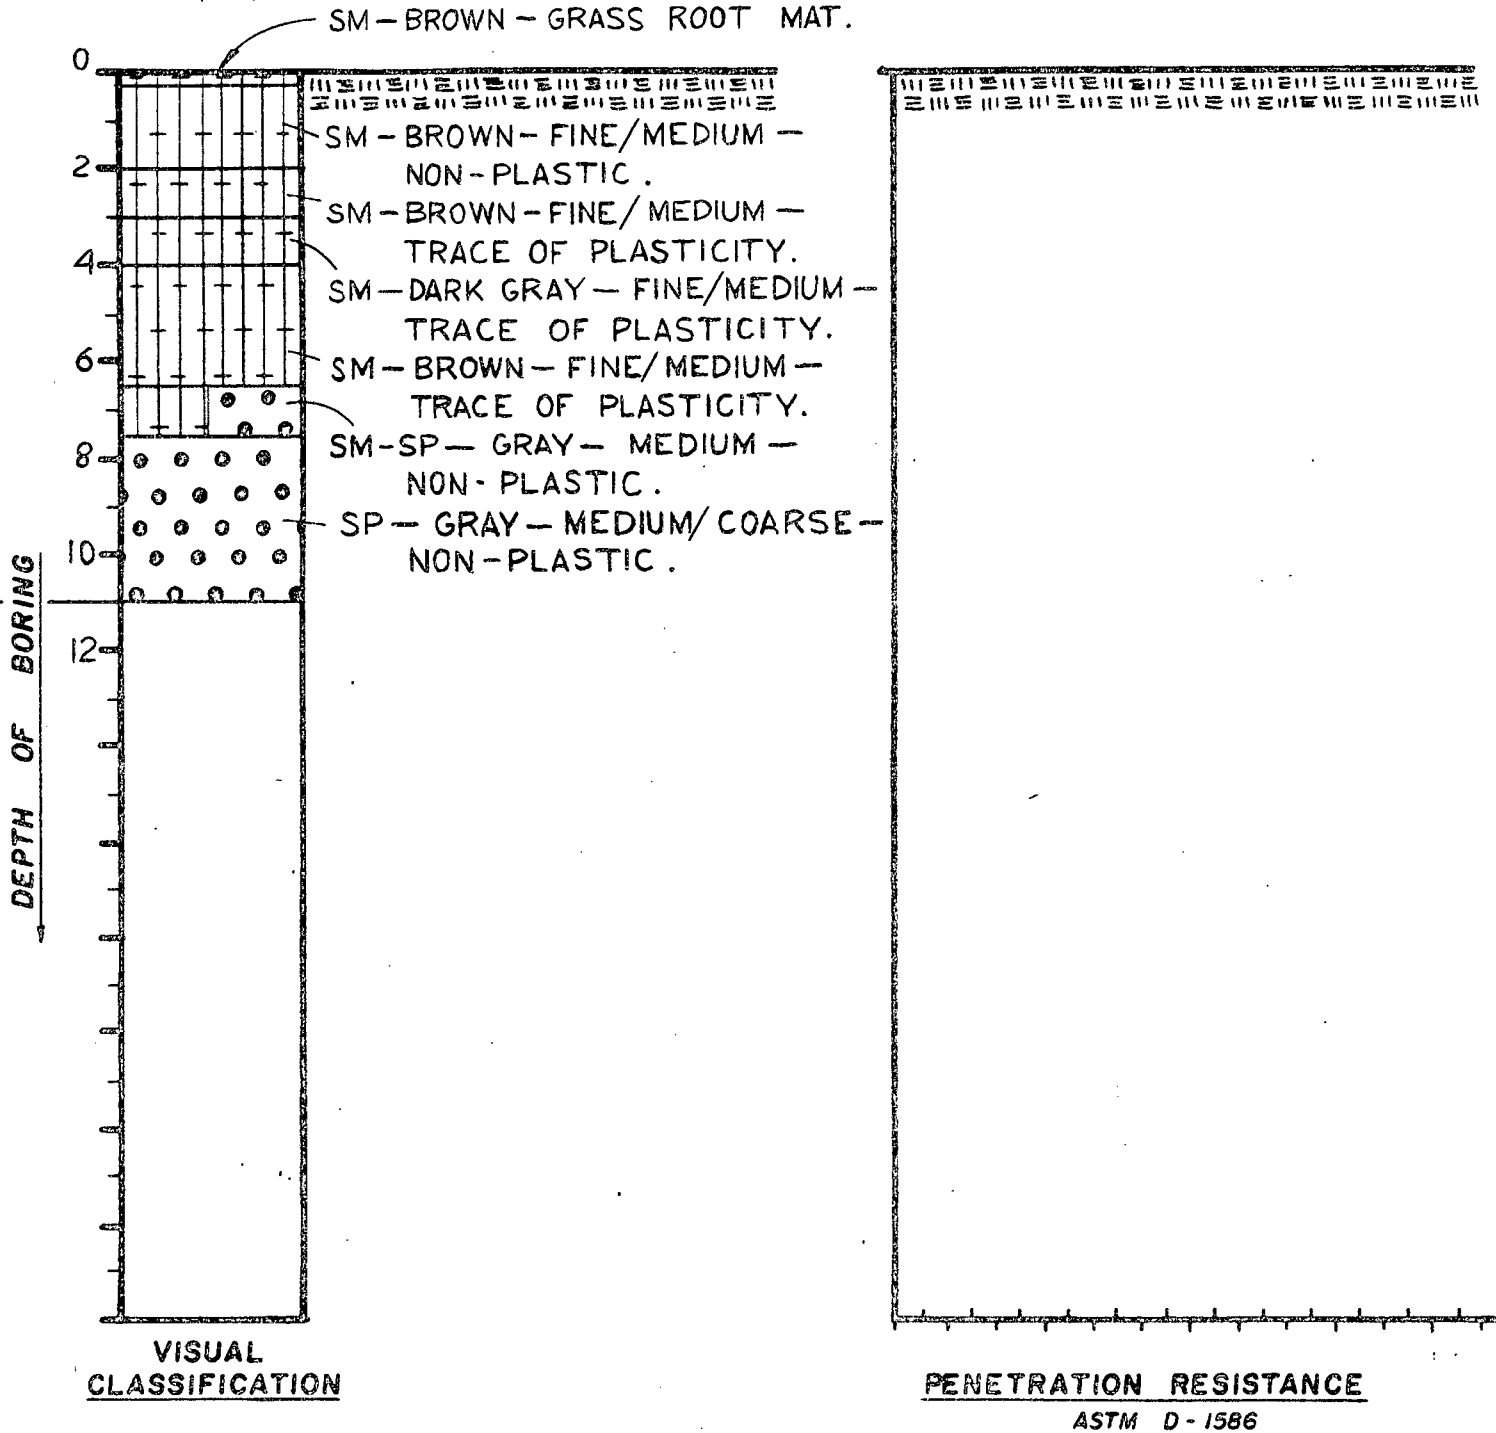 SM-BROWN-GRASS ROOT MAT.
0
SM-BROWN-FINE/MEDIUM-
NON-PLASTIC.
2
SM-BROWN-FINE/MEDIUM-
TRACE OF PLASTICITY.
4
SM-DARK GRAY-FINE/MEDIUM-
TRACE OF PLASTICITY.
6
SM-BROWN-FINE/MEDIUM-
TRACE OF PLASTICITY.
SM-SP-GRAY-MEDIUM-
NON-PLASTIC.
8
SP-GRAY-MEDIUM/COARSE-
NON-PLASTIC.
10
12
DEPTH OF BORING
VISUAL
CLASSIFICATION
PENETRATION RESISTANCE
ASTM D-1586